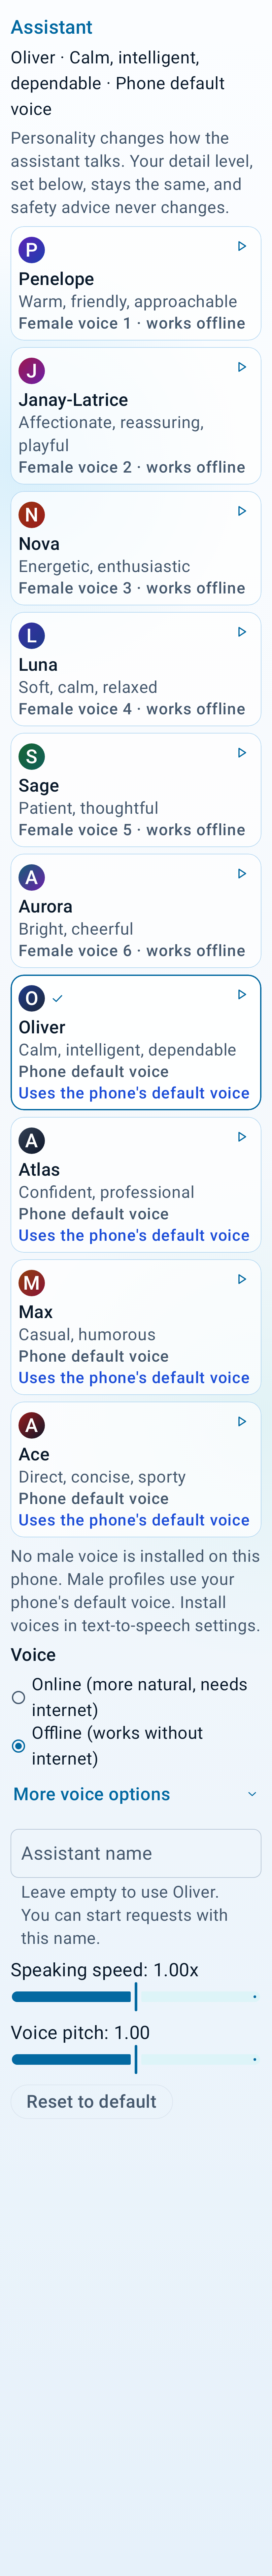 Assistant
Oliver · Calm, intelligent,
dependable · Phone default
voice
Personality changes how the
assistant talks. Your detail level,
set below, stays the same, and
safety advice never changes.
P
Penelope
Warm, friendly, approachable
Female voice 1 · works offline
J
Janay-Latrice
Affectionate, reassuring,
playful
Female voice 2 · works offline
N
Nova
Energetic, enthusiastic
Female voice 3 · works offline
L
Luna
Soft, calm, relaxed
Female voice 4 · works offline
S
Sage
Patient, thoughtful
Female voice 5 · works offline
A
Aurora
Bright, cheerful
Female voice 6 · works offline
O
Oliver
Calm, intelligent, dependable
Phone default voice
Uses the phone's default voice
A
Atlas
Confident, professional
Phone default voice
Uses the phone's default voice
M
Max
Casual, humorous
Phone default voice
Uses the phone's default voice
A
Ace
Direct, concise, sporty
Phone default voice
Uses the phone's default voice
No male voice is installed on this
phone. Male profiles use your
phone's default voice. Install
voices in text-to-speech settings.
Voice
Online (more natural, needs
internet)
Offline (works without
internet)
More voice options
Assistant name
Leave empty to use Oliver.
You can start requests with
this name.
Speaking speed: 1.00x
Voice pitch: 1.00
Reset to default